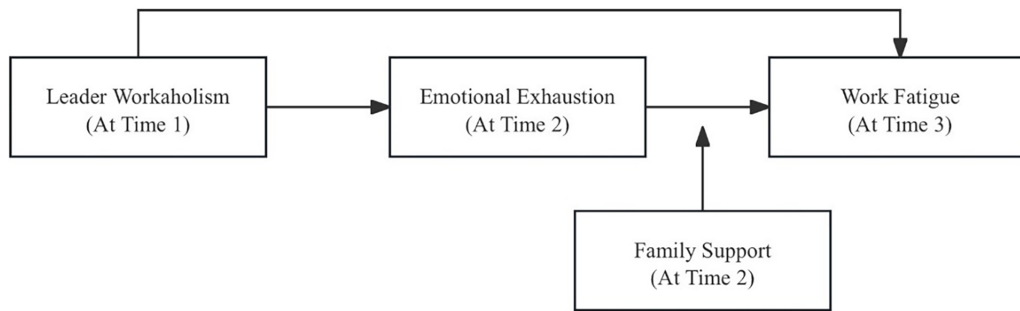 Leader Workaholism
(At Time 1)
Emotional Exhaustion
(At Time 2)
Work Fatigue
(At Time 3)
Family Support
(At Time 2)